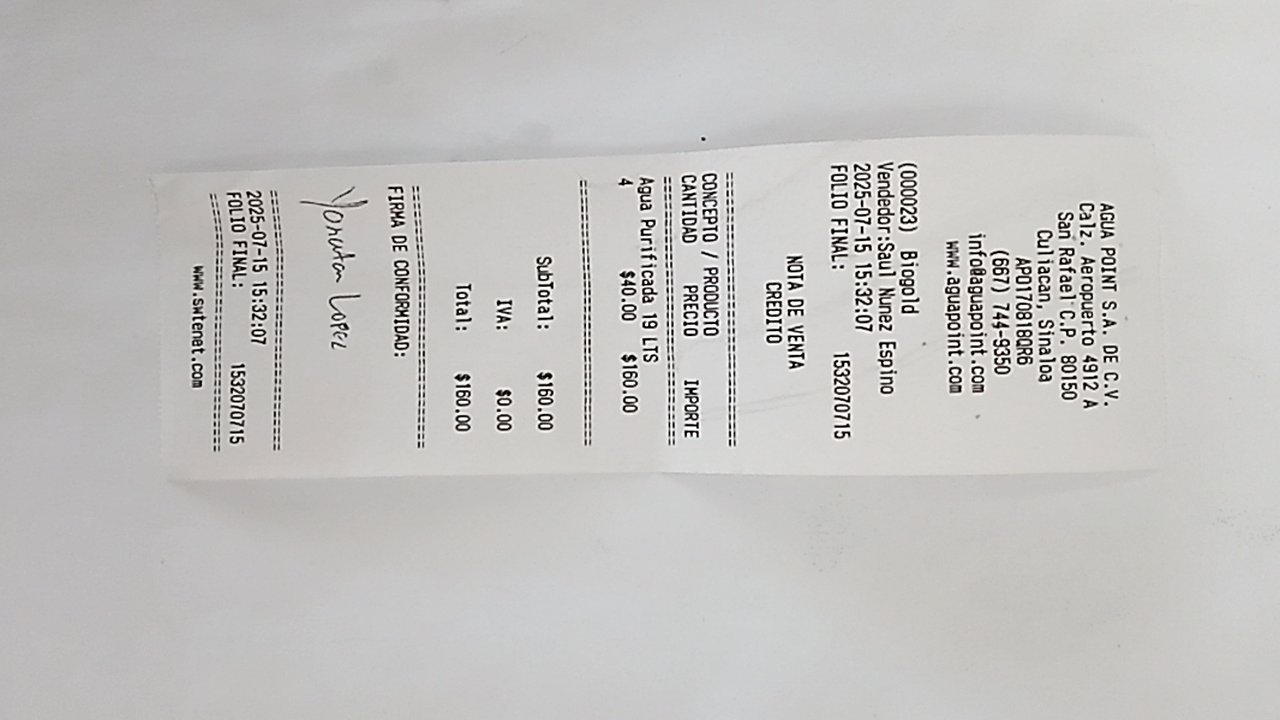 AGUA POINT S.A. DE C.V.
Calz. Aeropuerto 4912 A
San Rafael C.P. 80150
Culiacan, Sinaloa
APO170818QR6
(667) 744-9350
info@aguapoint.com
www.aguapoint.com
(000023) Biogold
Vendedor:Saul Nunez Espino
2025-07-15 15:32:07
FOLIO FINAL: 1532070715
NOTA DE VENTA
CREDITO
CONCEPTO / PRODUCTO
CANTIDAD PRECIO IMPORTE
Agua Purificada 19 LTS
4 $40.00 $160.00
SubTotal: $160.00
IVA: $0.00
Total: $160.00
FIRMA DE CONFORMIDAD:
Yonatan Lopez
2025-07-15 15:32:07
FOLIO FINAL: 1532070715
www.swtenet.com